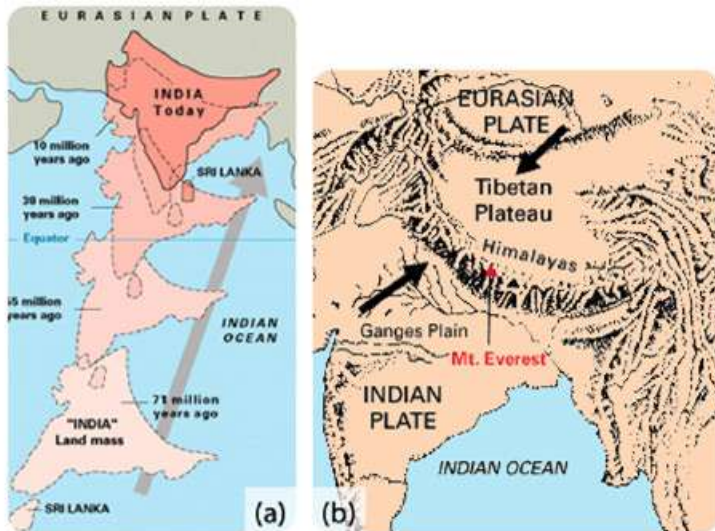 EURASIAN PLATE
INDIA
Today
10 million
years ago
SRI LANKA
38 million
years ago
Equator
55 million
years ago
INDIAN
OCEAN
71 million
years ago
"INDIA"
Land mass
SRI LANKA
(a)
EURASIAN
PLATE
Tibetan
Plateau
Himalayas
Ganges Plain
Mt. Everest
INDIAN
PLATE
INDIAN OCEAN
(b)